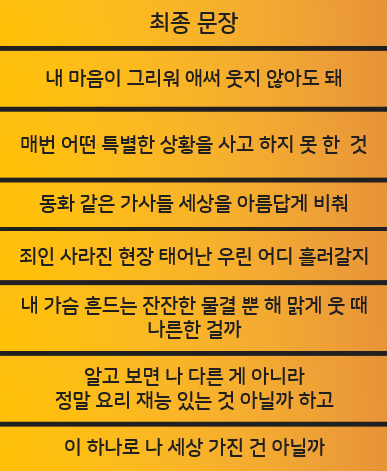 최종 문장
내 마음이 그리워 애써 웃지 않아도 돼
매번 어떤 특별한 상황을 사고 하지 못 한 것
동화 같은 가사들 세상을 아름답게 비춰
죄인 사라진 현장 태어난 우린 어디 흘러갈지
내 가슴 흔드는 잔잔한 물결 뿐 해 맑게 웃 때
나른한 걸까
알고 보면 나 다른 게 아니라
정말 요리 재능 있는 것 아닐까 하고
이 하나로 나 세상 가진 건 아닐까